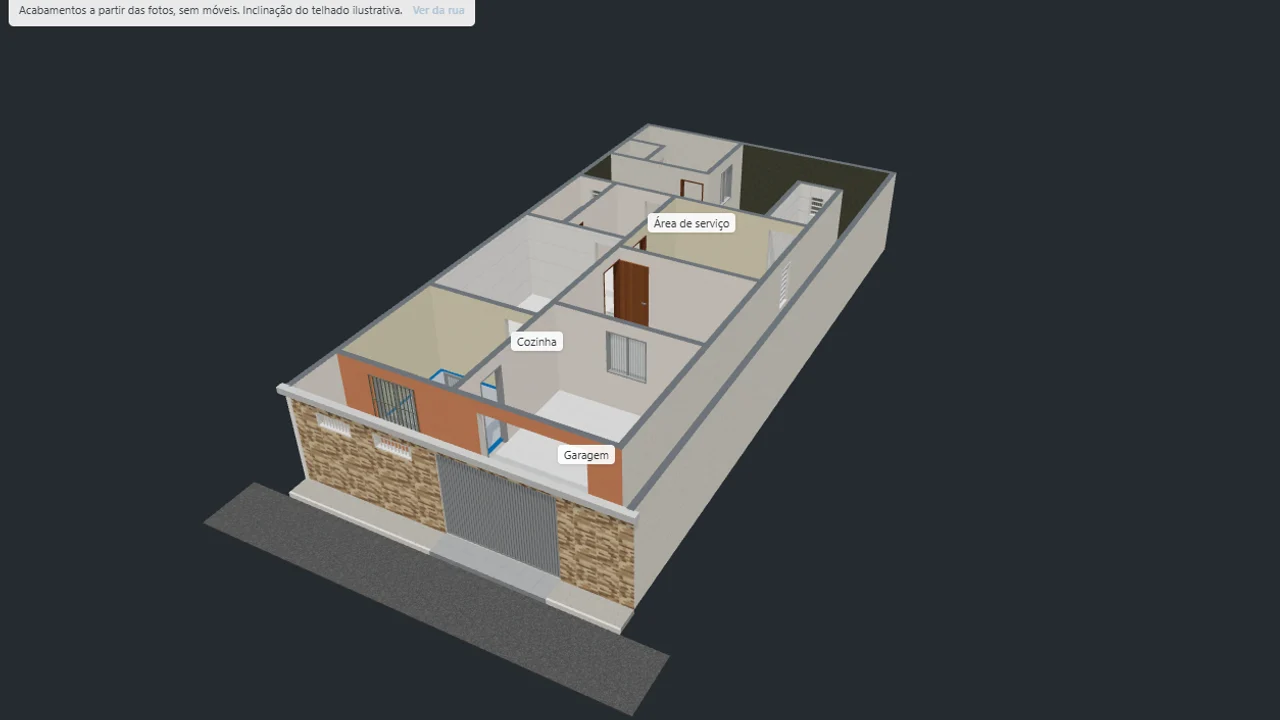 Acabamentos a partir das fotos, sem móveis. Inclinação do telhado ilustrativa. Ver da rua
Área de serviço
Cozinha
Garagem